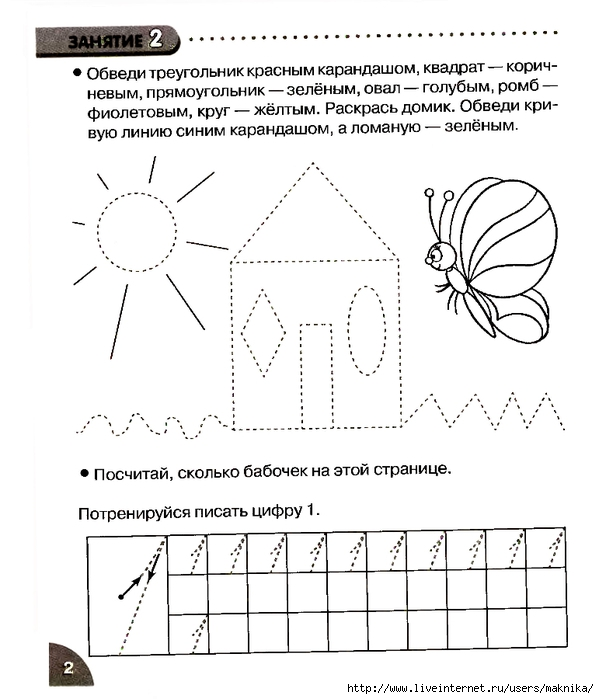 ЗАНЯТИЕ 2
• Обведи треугольник красным карандашом, квадрат — корич-
невым, прямоугольник — зелёным, овал — голубым, ромб —
фиолетовым, круг — жёлтым. Раскрась домик. Обведи кри-
вую линию синим карандашом, а ломаную — зелёным.
• Посчитай, сколько бабочек на этой странице.
Потренируйся писать цифру 1.
2
http://www.liveinternet.ru/users/maknika/